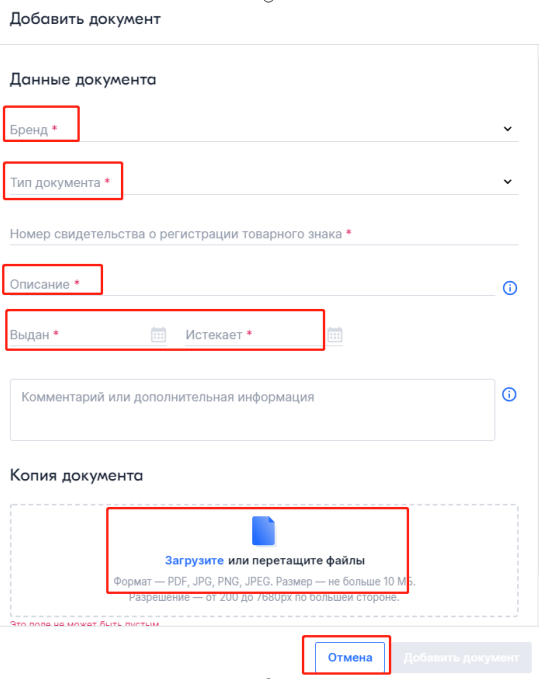 Добавить документ
Данные документа
Бренд *
Тип документа *
Номер свидетельства о регистрации товарного знака *
Описание *
Выдан * Истекает *
Комментарий или дополнительная информация
Копия документа
Загрузите или перетащите файлы
Формат — PDF, JPG, PNG, JPEG. Размер — не больше 10 МБ.
Разрешение — от 200 до 7680px по большей стороне.
Это поле не может быть пустым
Отмена Добавить документ